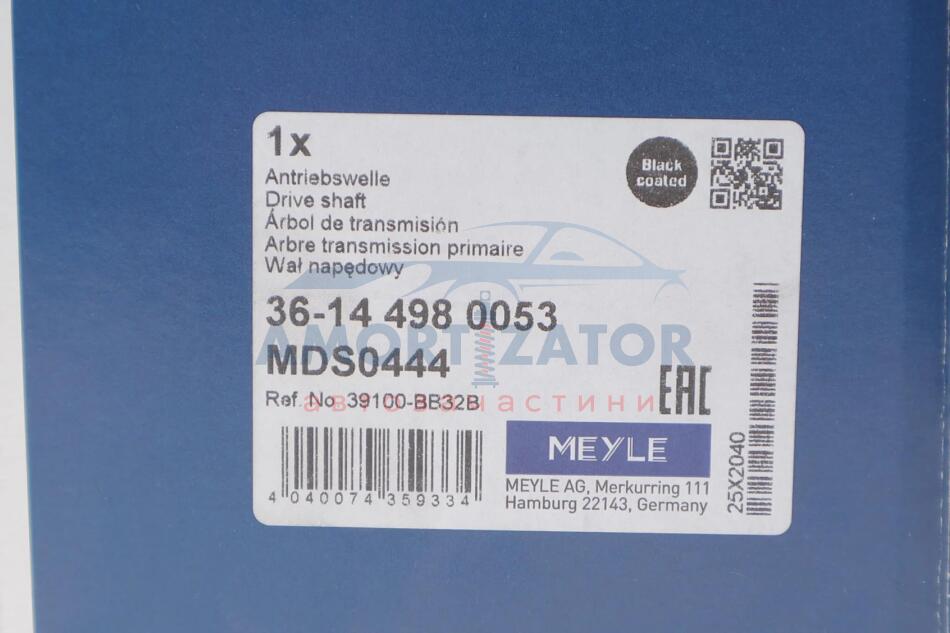 1x
Black
coated
Antriebswelle
Drive shaft
Árbol de transmisión
Arbre transmission primaire
Wał napędowy
36-14 498 0053
MDS0444
AMORTIZATOR
автозапчастини
Ref. No. 39100-BB32B
EAC
MEYLE
MEYLE AG, Merkurring 111
Hamburg 22143, Germany
4 040074 359334
25X2040